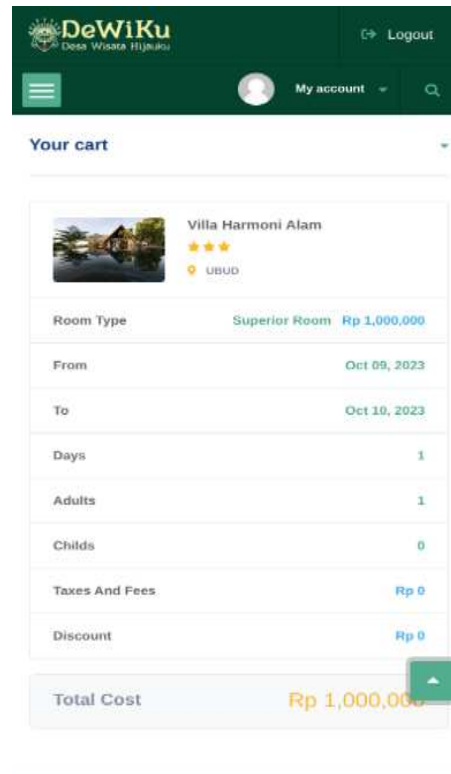 DeWiKu
Desa Wisata Hijauku
Logout
My account
Your cart
Villa Harmoni Alam
UBUD
Room Type Superior Room Rp 1,000,000
From Oct 09, 2023
To Oct 10, 2023
Days 1
Adults 1
Childs 0
Taxes And Fees Rp 0
Discount Rp 0
Total Cost Rp 1,000,000